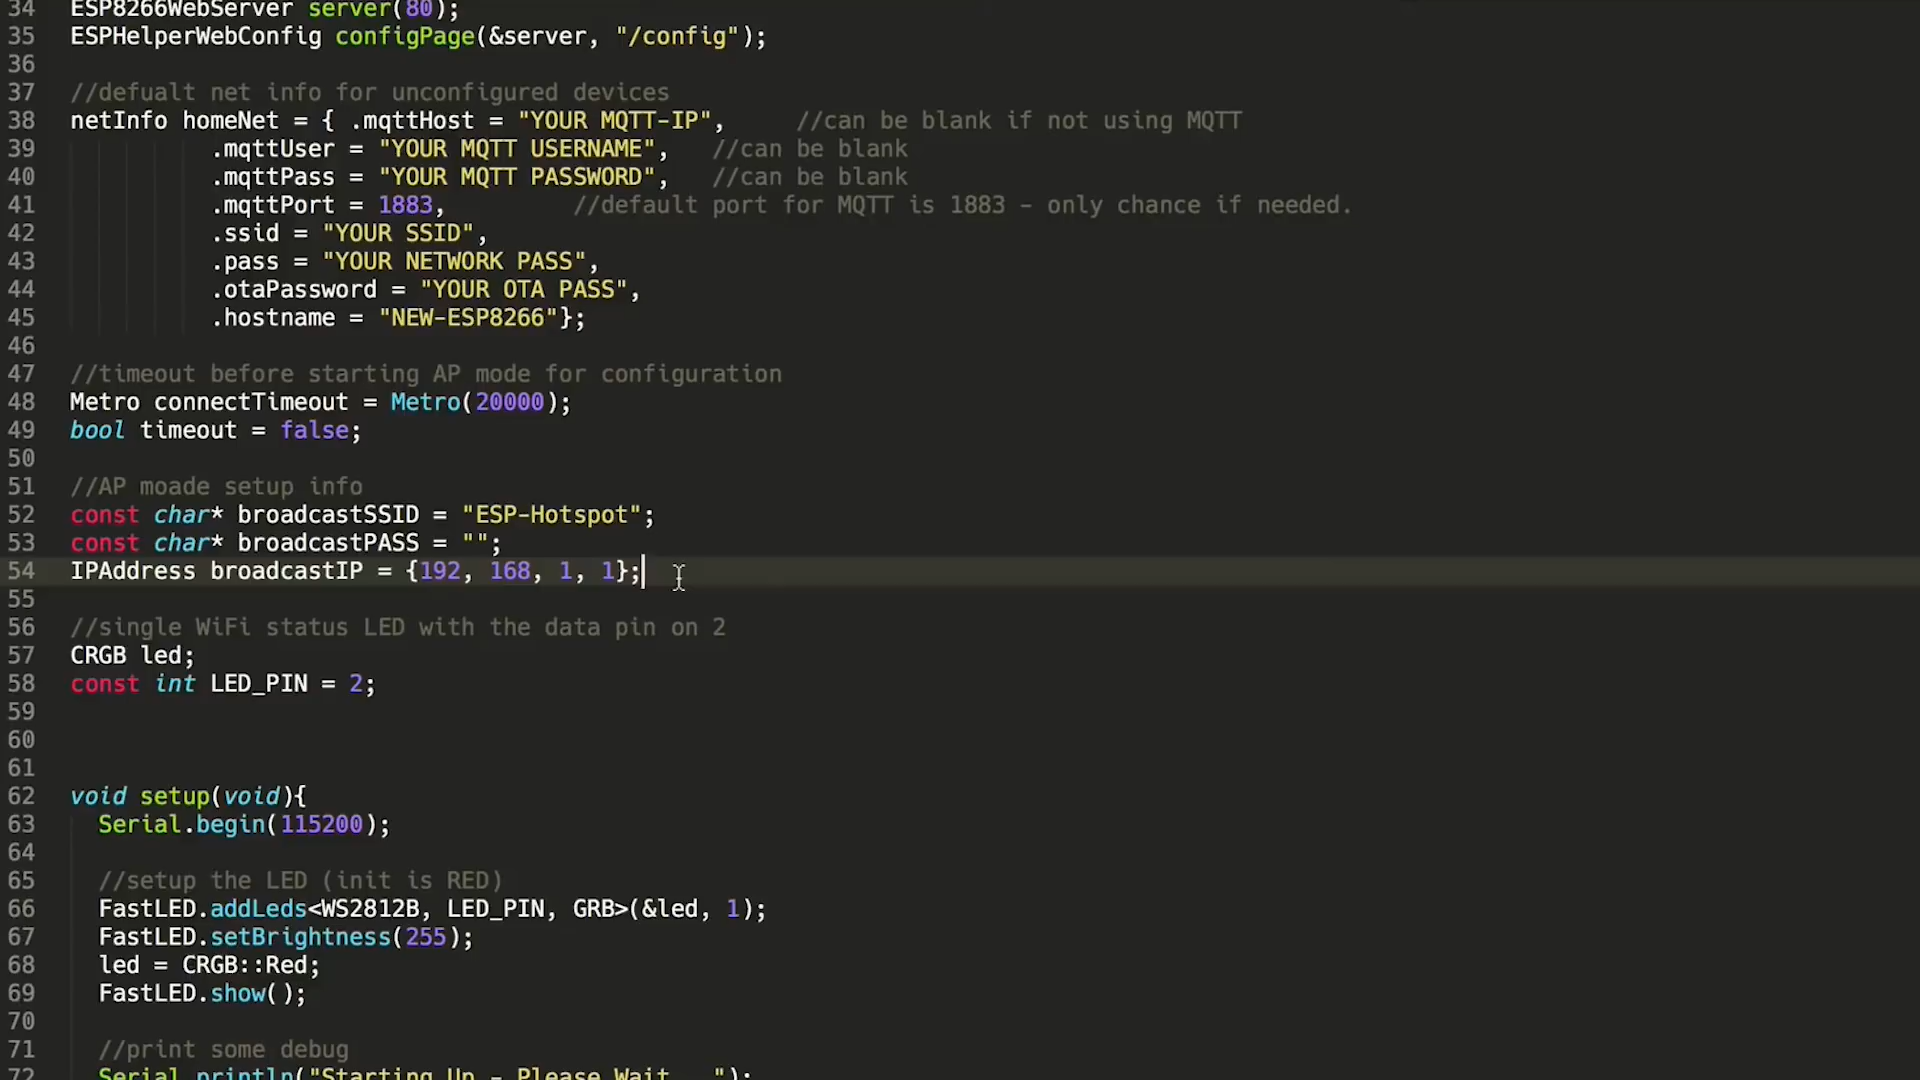 34 ESP8266WebServer server(80);
35 ESPHelperWebConfig configPage(&server, "/config");
36
37 //defualt net info for unconfigured devices
38 netInfo homeNet = { .mqttHost = "YOUR MQTT-IP", //can be blank if not using MQTT
39 .mqttUser = "YOUR MQTT USERNAME", //can be blank
40 .mqttPass = "YOUR MQTT PASSWORD", //can be blank
41 .mqttPort = 1883, //default port for MQTT is 1883 - only chance if needed.
42 .ssid = "YOUR SSID",
43 .pass = "YOUR NETWORK PASS",
44 .otaPassword = "YOUR OTA PASS",
45 .hostname = "NEW-ESP8266"};
46
47 //timeout before starting AP mode for configuration
48 Metro connectTimeout = Metro(20000);
49 bool timeout = false;
50
51 //AP moade setup info
52 const char* broadcastSSID = "ESP-Hotspot";
53 const char* broadcastPASS = "";
54 IPAddress broadcastIP = {192, 168, 1, 1};
55
56 //single WiFi status LED with the data pin on 2
57 CRGB led;
58 const int LED_PIN = 2;
59
60
61
62 void setup(void){
63 Serial.begin(115200);
64
65 //setup the LED (init is RED)
66 FastLED.addLeds<WS2812B, LED_PIN, GRB>(&led, 1);
67 FastLED.setBrightness(255);
68 led = CRGB::Red;
69 FastLED.show();
70
71 //print some debug
72 Serial.println("Starting Up - Please Wait...");